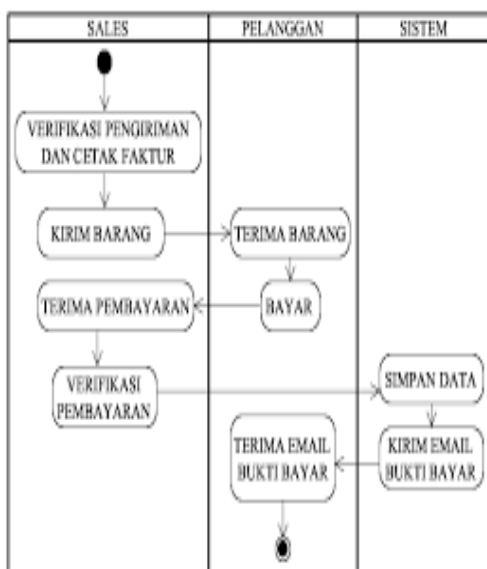 SALES
PELANGGAN
SISTEM
VERIFIKASI PENGIRIMAN
DAN CETAK FAKTUR
KIRIM BARANG
TERIMA BARANG
TERIMA PEMBAYARAN
BAYAR
VERIFIKASI
PEMBAYARAN
SIMPAN DATA
TERIMA EMAIL
BUKTI BAYAR
KIRIM EMAIL
BUKTI BAYAR